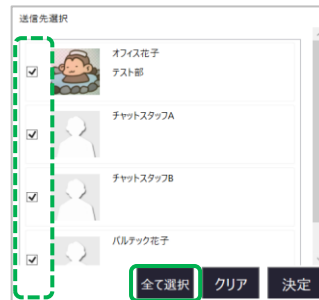 送信先選択
オフィス花子
テスト部
チャットスタッフA
チャットスタッフB
バルテック花子
全て選択 クリア 決定